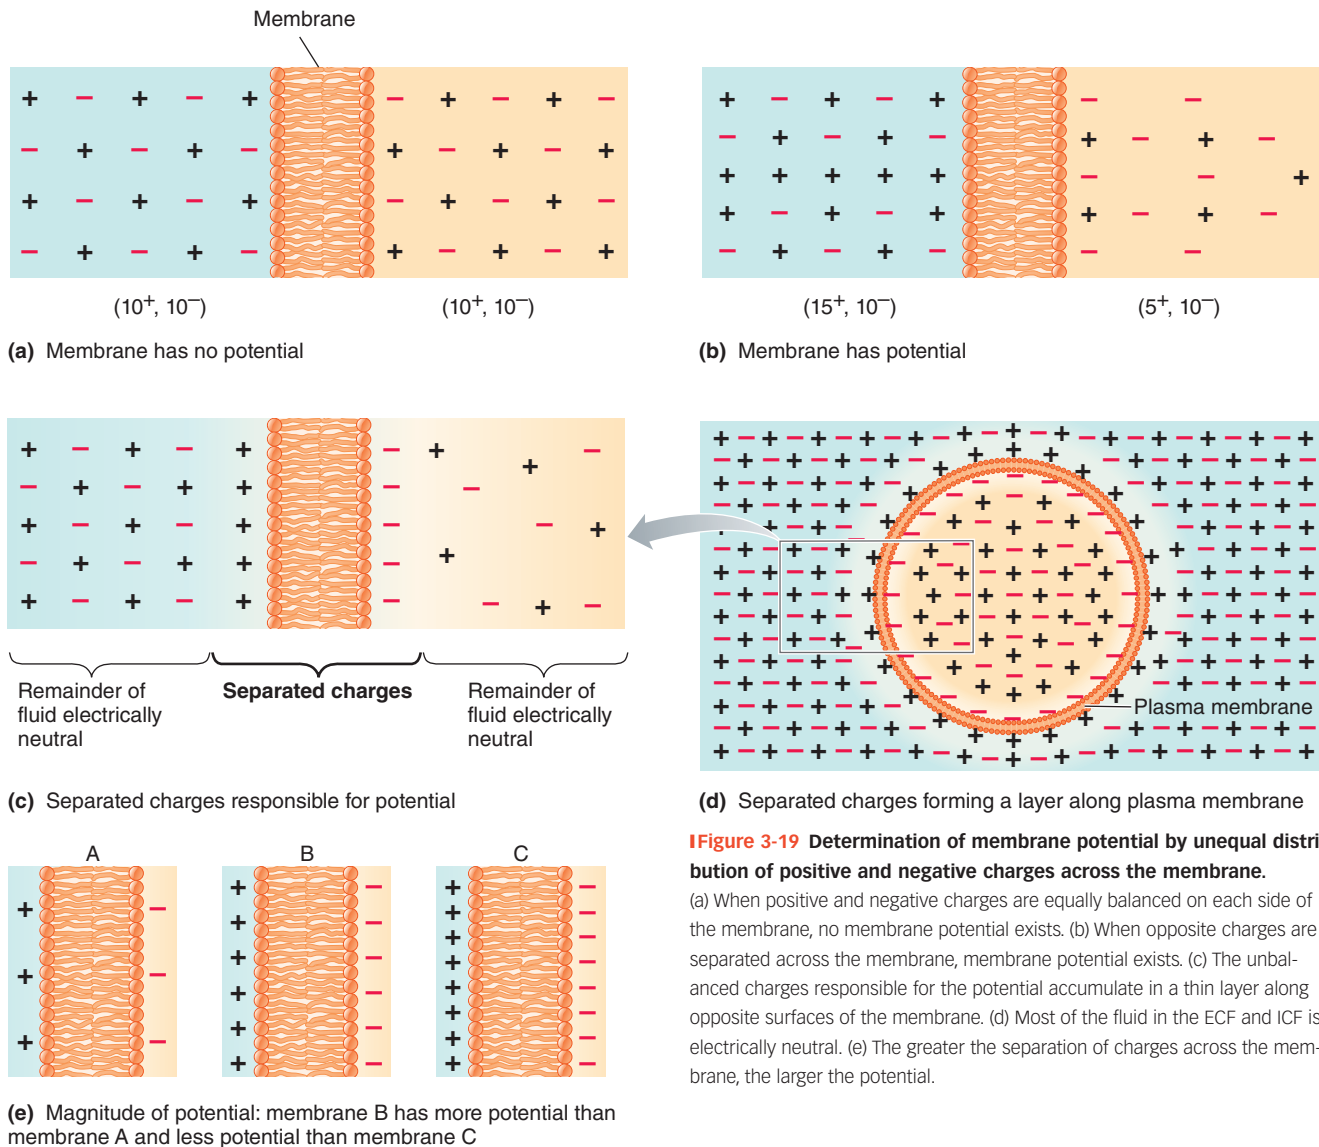 Membrane
(10⁺, 10⁻)
(10⁺, 10⁻)
(a) Membrane has no potential
(15⁺, 10⁻)
(5⁺, 10⁻)
(b) Membrane has potential
Remainder of
fluid electrically
neutral
Separated charges
Remainder of
fluid electrically
neutral
(c) Separated charges responsible for potential
Plasma membrane
(d) Separated charges forming a layer along plasma membrane
A
B
C
(e) Magnitude of potential: membrane B has more potential than
membrane A and less potential than membrane C
Figure 3-19 Determination of membrane potential by unequal distri-
bution of positive and negative charges across the membrane.
(a) When positive and negative charges are equally balanced on each side of
the membrane, no membrane potential exists. (b) When opposite charges are
separated across the membrane, membrane potential exists. (c) The unbal-
anced charges responsible for the potential accumulate in a thin layer along
opposite surfaces of the membrane. (d) Most of the fluid in the ECF and ICF is
electrically neutral. (e) The greater the separation of charges across the mem-
brane, the larger the potential.